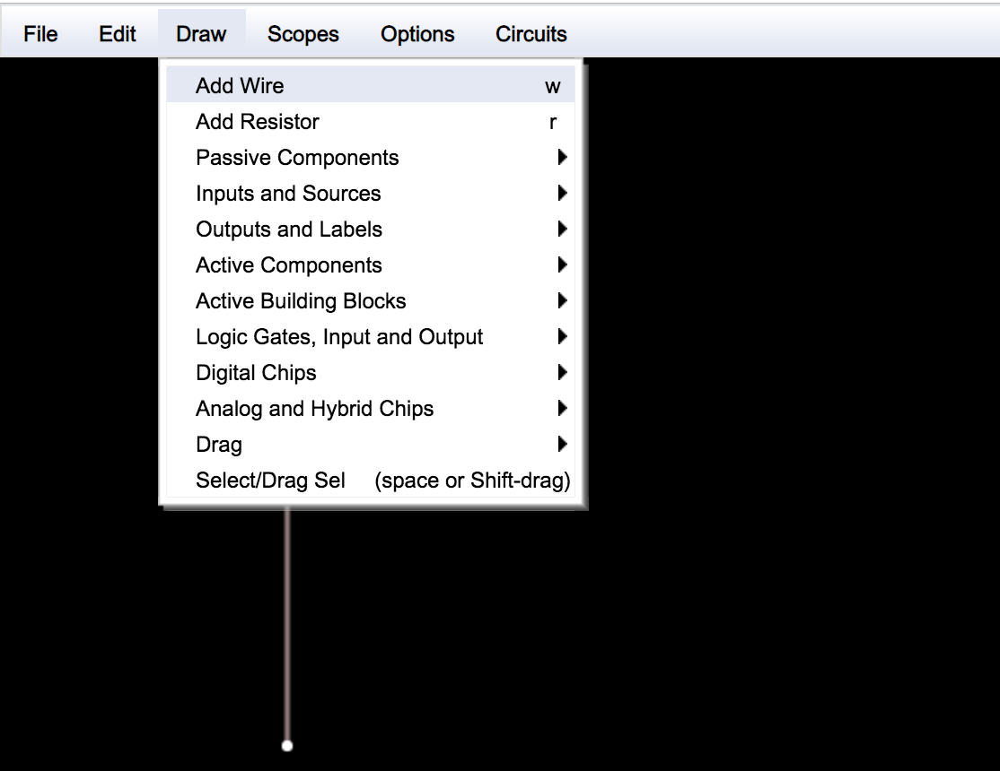 File Edit Draw Scopes Options Circuits
Add Wire w
Add Resistor r
Passive Components
Inputs and Sources
Outputs and Labels
Active Components
Active Building Blocks
Logic Gates, Input and Output
Digital Chips
Analog and Hybrid Chips
Drag
Select/Drag Sel (space or Shift-drag)